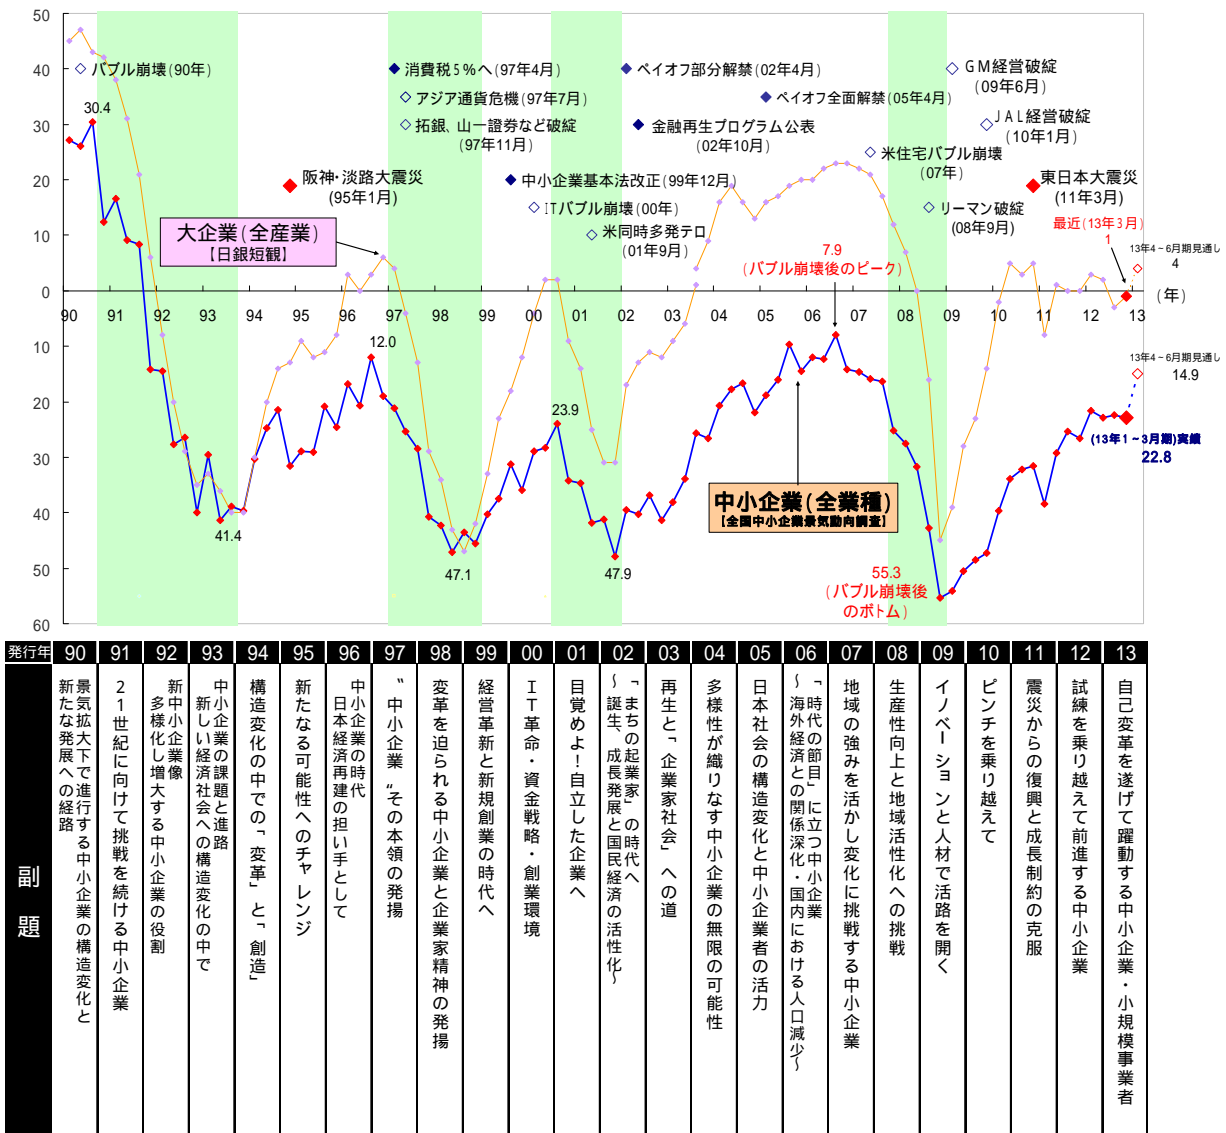 50
40
30
20
10
0
10
20
30
40
50
60
バブル崩壊(90年)
30.4
消費税5%へ(97年4月)
アジア通貨危機(97年7月)
拓銀、山一證券など破綻
(97年11月)
ペイオフ部分解禁(02年4月)
ペイオフ全面解禁(05年4月)
金融再生プログラム公表
(02年10月)
GM経営破綻
(09年6月)
JAL経営破綻
(10年1月)
阪神・淡路大震災
(95年1月)
中小企業基本法改正(99年12月)
ITバブル崩壊(00年)
米同時多発テロ
(01年9月)
米住宅バブル崩壊
(07年)
リーマン破綻
(08年9月)
東日本大震災
(11年3月)
大企業(全産業)
【日銀短観】
7.9
(バブル崩壊後のピーク)
最近(13年3月)
1
13年4~6月期見通し
4
(年)
90 91 92 93 94 95 96 97 98 99 00 01 02 03 04 05 06 07 08 09 10 11 12 13
12.0
23.9
13年4~6月期見通し
14.9
(13年1~3月期)実績
22.8
中小企業(全業種)
【全国中小企業景気動向調査】
41.4
47.1
47.9
55.3
(バブル崩壊後
のボトム)
発行年 90 91 92 93 94 95 96 97 98 99 00 01 02 03 04 05 06 07 08 09 10 11 12 13
副題
景気拡大下で進行する中小企業の構造変化と
新たな発展への経路
21世紀に向けて挑戦を続ける中小企業
新中小企業像
多様化し増大する中小企業の役割
中小企業の課題と進路
新しい経済社会への構造変化の中で
構造変化の中での「変革」と「創造」
新たなる可能性へのチャレンジ
中小企業の時代
日本経済再建の担い手として
“中小企業“その本領の発揚
変革を迫られる中小企業と企業家精神の発揚
経営革新と新規創業の時代へ
IT革命・資金戦略・創業環境
目覚めよ!自立した企業へ
「まちの起業家」の時代へ
~誕生、成長発展と国民経済の活性化~
再生と「企業家社会」への道
多様性が織りなす中小企業の無限の可能性
日本社会の構造変化と中小企業者の活力
「時代の節目」に立つ中小企業
~海外経済との関係深化・国内における人口減少~
地域の強みを活かし変化に挑戦する中小企業
生産性向上と地域活性化への挑戦
イノベーションと人材で活路を開く
ピンチを乗り越えて
震災からの復興と成長制約の克服
試練を乗り越えて前進する中小企業
自己変革を遂げて躍動する中小企業・小規模事業者